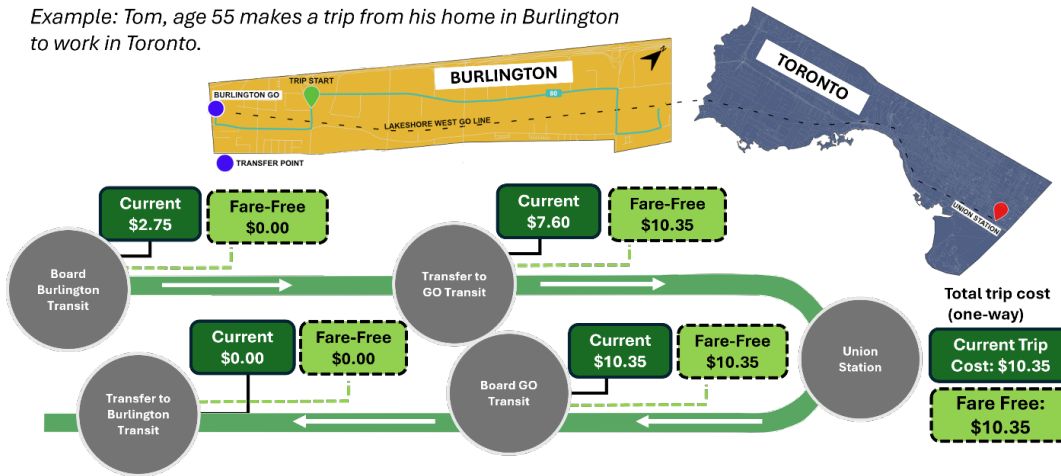 Example: Tom, age 55 makes a trip from his home in Burlington
to work in Toronto.
N
BURLINGTON
TRIP START
BURLINGTON GO
80
LAKESHORE WEST GO LINE
TRANSFER POINT
TORONTO
UNION STATION
Current
$2.75
Fare-Free
$0.00
Current
$7.60
Fare-Free
$10.35
Board
Burlington
Transit
Transfer to
GO Transit
Union
Station
Total trip cost
(one-way)
Current Trip
Cost: $10.35
Fare Free:
$10.35
Current
$0.00
Fare-Free
$0.00
Current
$10.35
Fare-Free
$10.35
Transfer to
Burlington
Transit
Board GO
Transit